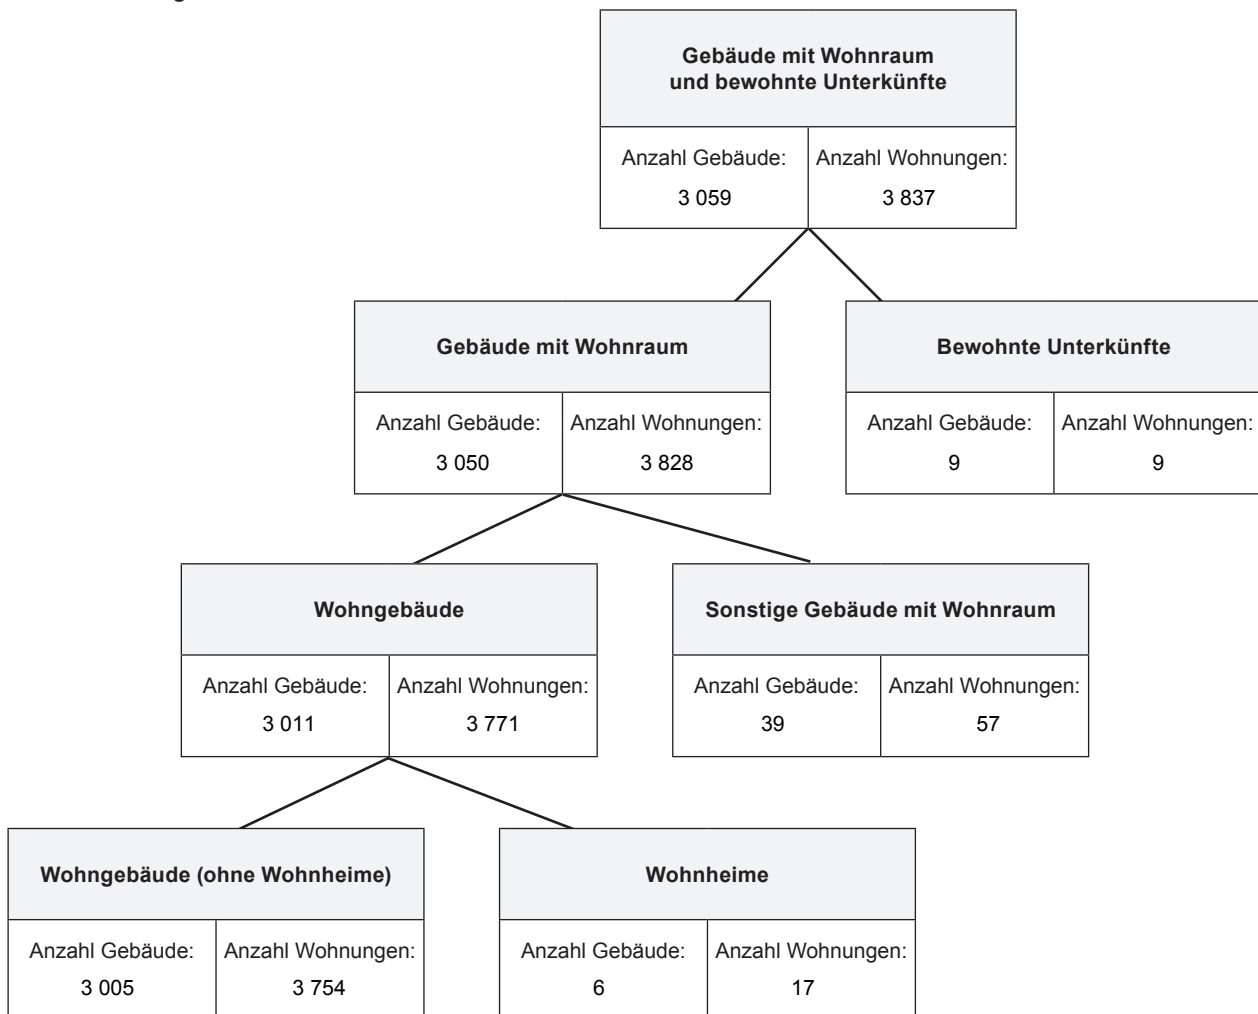 Gebäude mit Wohnraum
und bewohnte Unterkünfte
Anzahl Gebäude: Anzahl Wohnungen:
3 059 3 837
Gebäude mit Wohnraum Bewohnte Unterkünfte
Anzahl Gebäude: Anzahl Wohnungen: Anzahl Gebäude: Anzahl Wohnungen:
3 050 3 828 9 9
Wohngebäude Sonstige Gebäude mit Wohnraum
Anzahl Gebäude: Anzahl Wohnungen: Anzahl Gebäude: Anzahl Wohnungen:
3 011 3 771 39 57
Wohngebäude (ohne Wohnheime) Wohnheime
Anzahl Gebäude: Anzahl Wohnungen: Anzahl Gebäude: Anzahl Wohnungen:
3 005 3 754 6 17